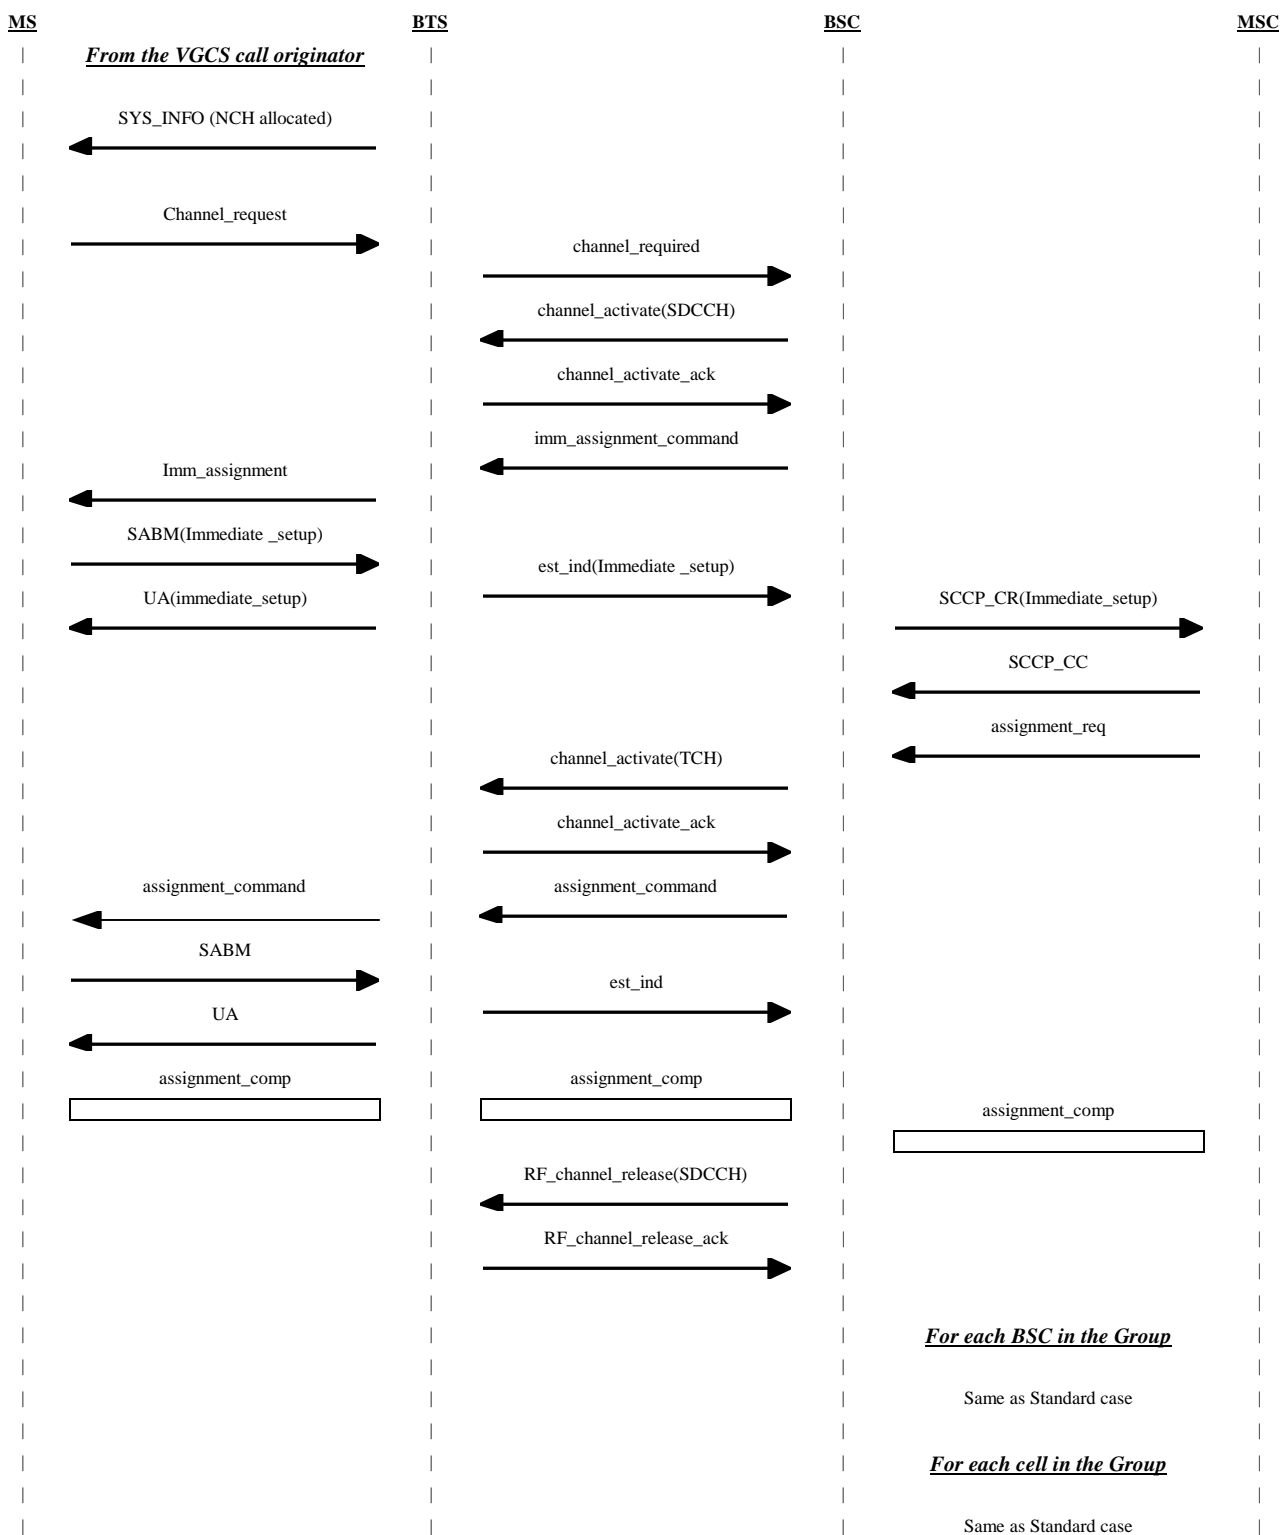 MS BTS BSC MSC
From the VGCS call originator
SYS_INFO (NCH allocated)
Channel_request
channel_required
channel_activate(SDCCH)
channel_activate_ack
imm_assignment_command
Imm_assignment
SABM(Immediate _setup)
est_ind(Immediate _setup)
UA(immediate_setup) SCCP_CR(Immediate_setup)
SCCP_CC
assignment_req
channel_activate(TCH)
channel_activate_ack
assignment_command assignment_command
SABM
est_ind
UA
assignment_comp assignment_comp
assignment_comp
RF_channel_release(SDCCH)
RF_channel_release_ack
For each BSC in the Group
Same as Standard case
For each cell in the Group
Same as Standard case